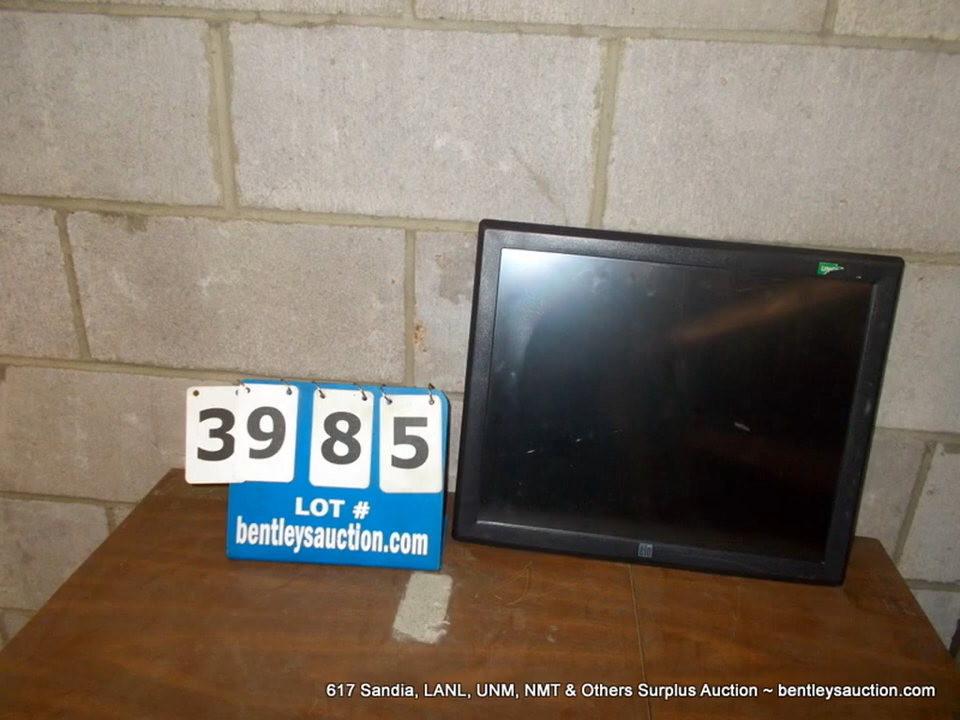 3985
LOT #
bentleysauction.com
617 Sandia, LANL, UNM, NMT & Others Surplus Auction ~ bentleysauction.com